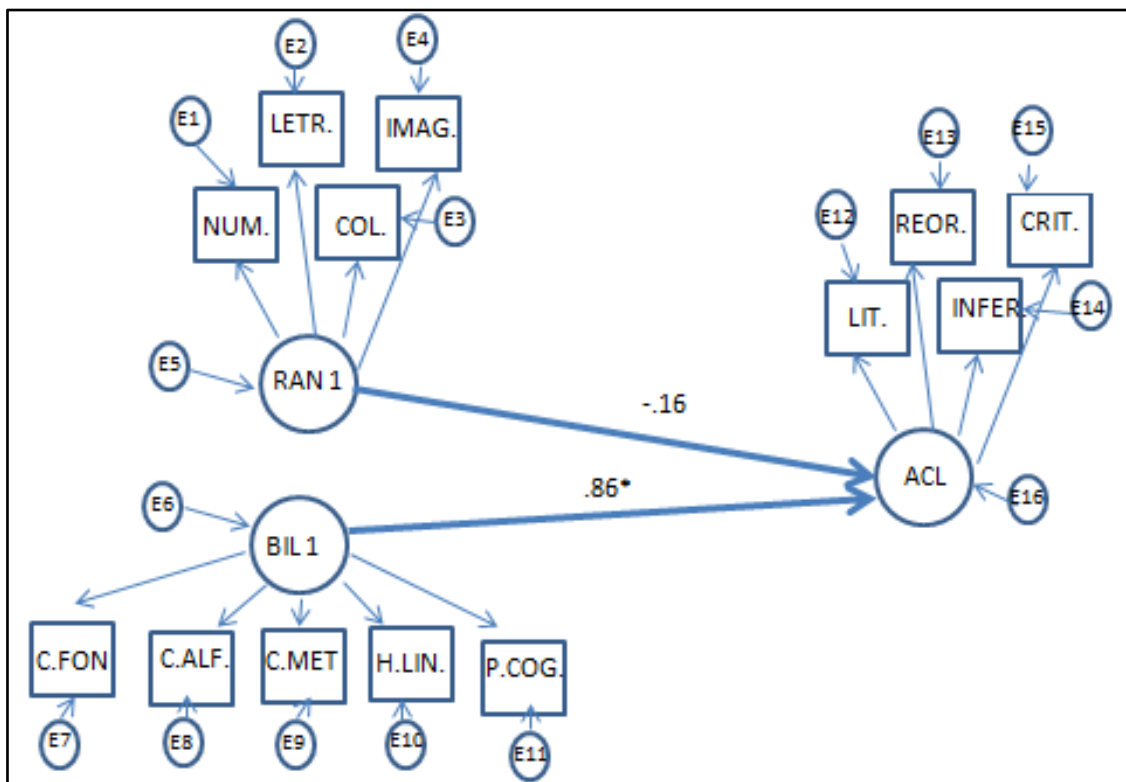 E2
E4
E1
LETR.
IMAG.
E13
E15
NUM.
COL.
E3
E12
REOR.
CRIT.
LIT.
INFER.
E14
E5
RAN 1
-.16
ACL
.86*
E6
E16
BIL 1
C.FON
C.ALF.
C.MET
H.LIN.
P.COG.
E7
E8
E9
E10
E11